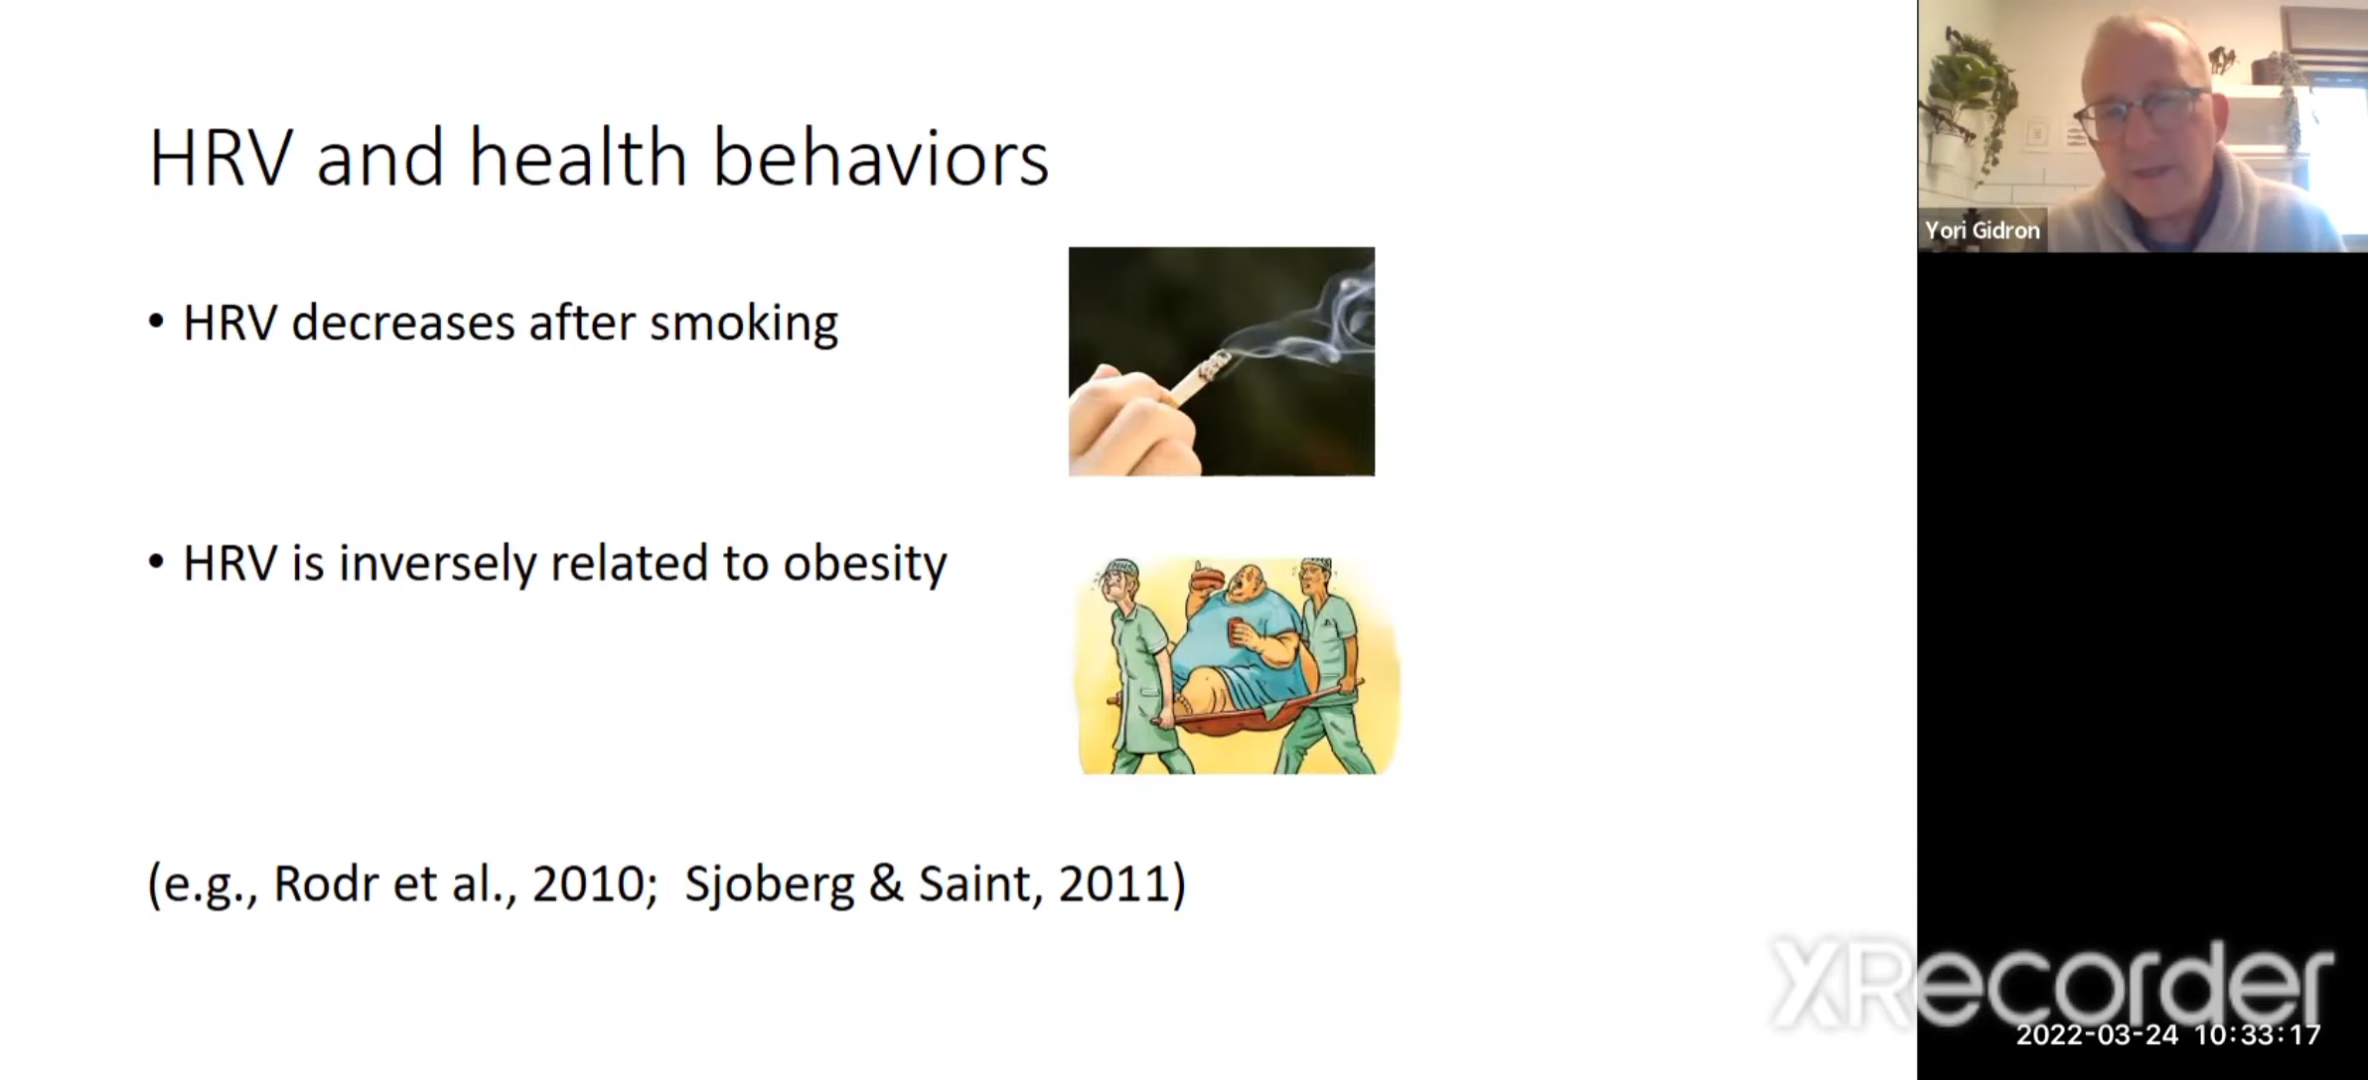 HRV and health behaviors
• HRV decreases after smoking
• HRV is inversely related to obesity
(e.g., Rodr et al., 2010; Sjoberg & Saint, 2011)
Yori Gidron
XRecorder
2022-03-24 10:33:17